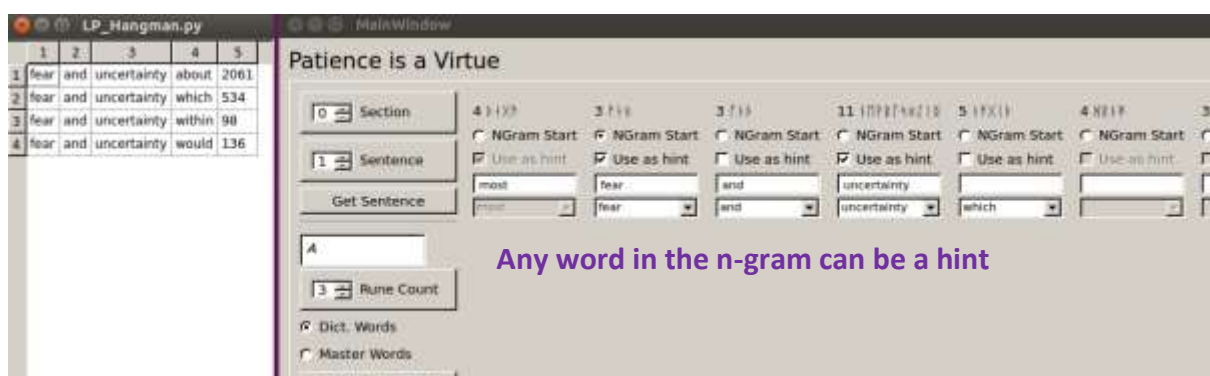 LP_Hangman.py
MainWindow
1 2 3 4 5
1 fear and uncertainty about 2061
2 fear and uncertainty which 534
3 fear and uncertainty within 98
4 fear and uncertainty would 136
Patience is a Virtue
0 Section
1 Sentence
Get Sentence
A
3 Rune Count
Dict. Words
Master Words
4
3
3
11
5
4
3
NGram Start NGram Start NGram Start NGram Start NGram Start NGram Start
Use as hint Use as hint Use as hint Use as hint Use as hint Use as hint
most fear and uncertainty
most fear and uncertainty which
Any word in the n-gram can be a hint